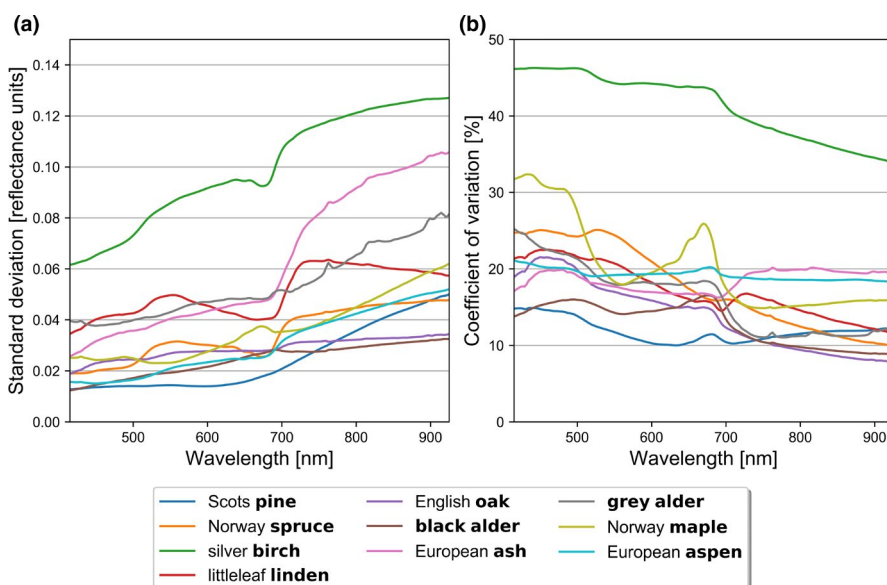 (a)
(b)
0.14
0.12
0.10
0.08
0.06
0.04
0.02
0.00
Standard deviation [reflectance units]
500 600 700 800 900
Wavelength [nm]
50
40
30
20
10
0
Coefficient of variation [%]
500 600 700 800 900
Wavelength [nm]
Scots pine
Norway spruce
silver birch
littleleaf linden
English oak
black alder
European ash
grey alder
Norway maple
European aspen